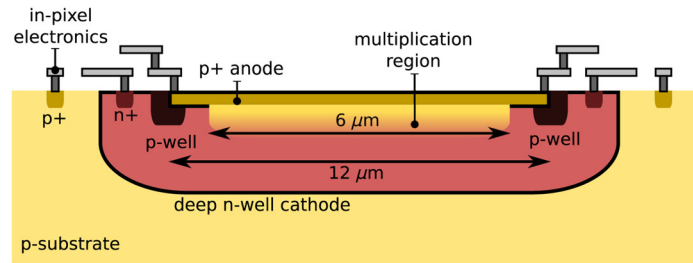 in-pixel
electronics
p+ anode
multiplication
region
p+
n+
p-well
6 μm
p-well
12 μm
deep n-well cathode
p-substrate